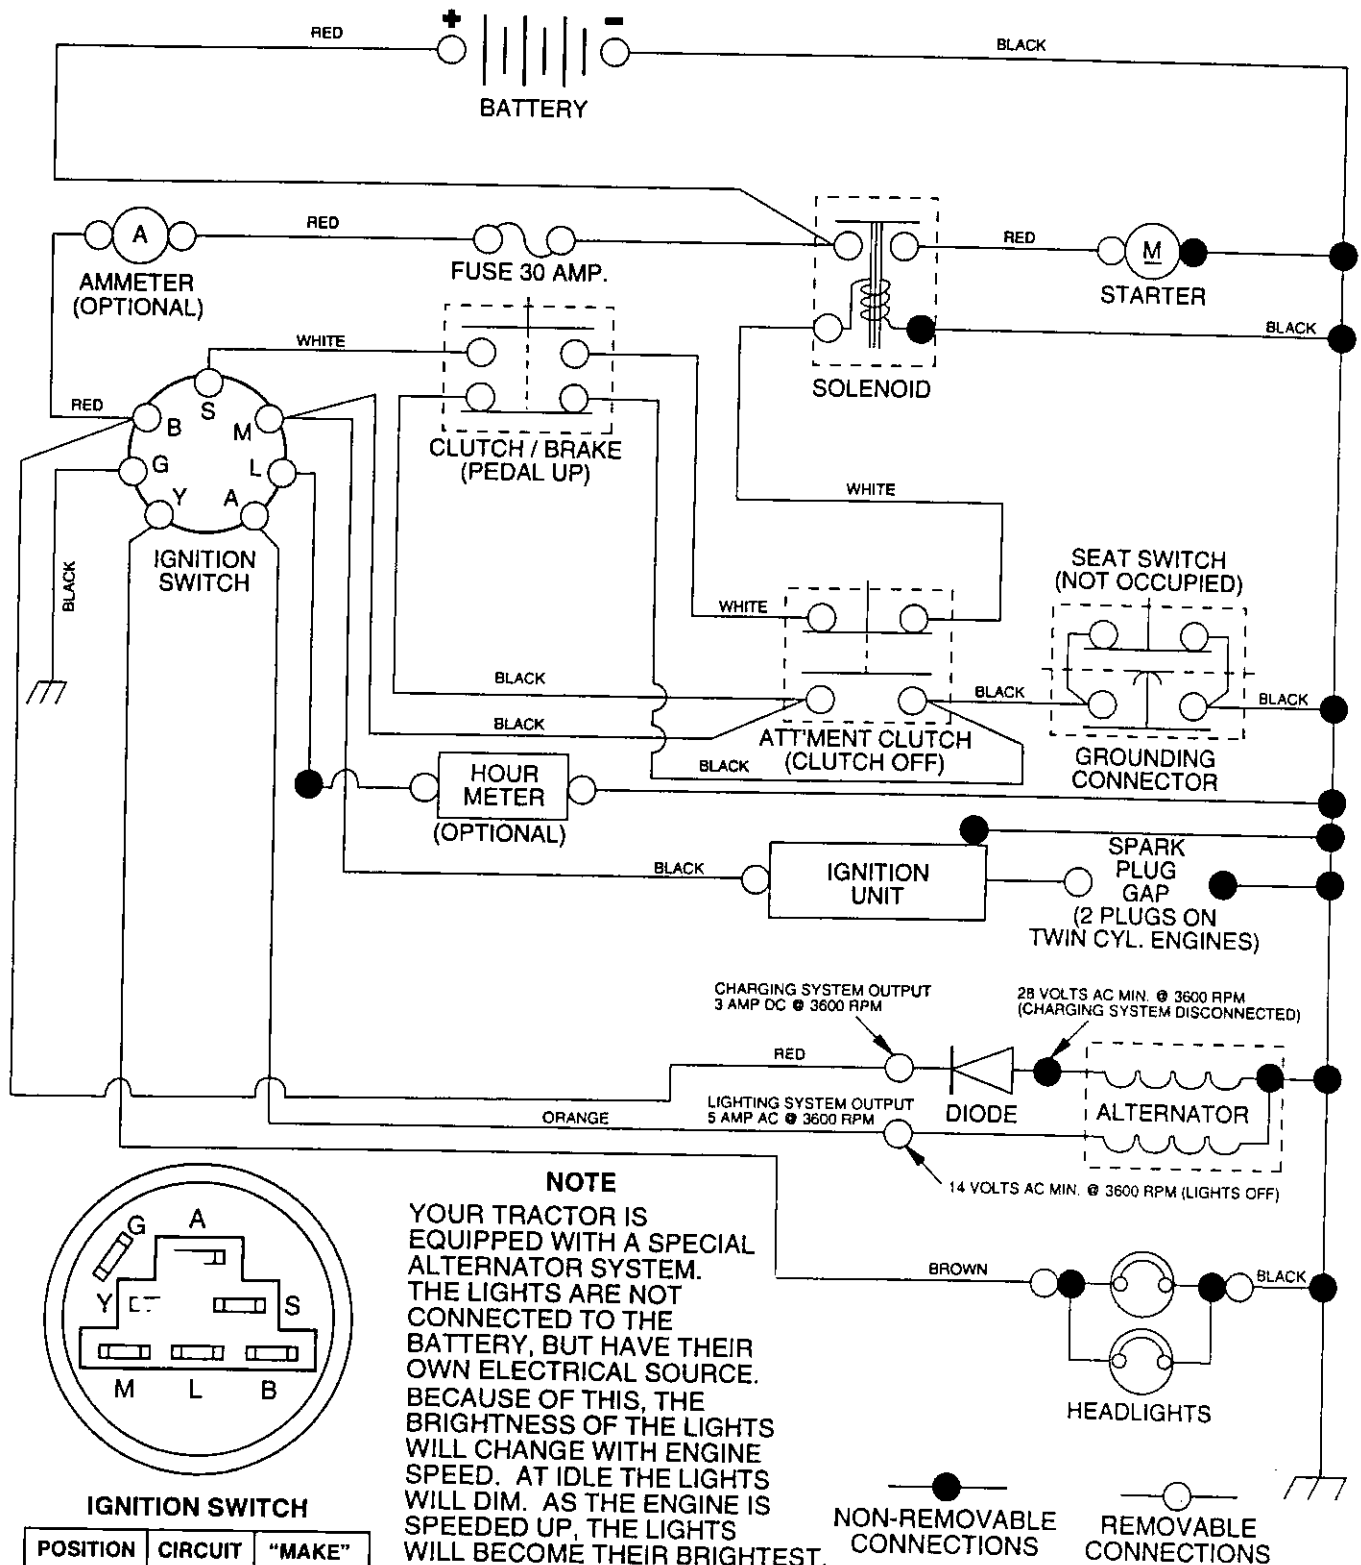 +
-
RED
BLACK
BATTERY
A
RED
RED
M
FUSE 30 AMP.
AMMETER
(OPTIONAL)
STARTER
WHITE
BLACK
SOLENOID
RED
S
B
M
G
L
Y
A
CLUTCH / BRAKE
(PEDAL UP)
WHITE
IGNITION
SWITCH
BLACK
SEAT SWITCH
(NOT OCCUPIED)
WHITE
BLACK
BLACK
BLACK
BLACK
ATT'MENT CLUTCH
(CLUTCH OFF)
BLACK
GROUNDING
CONNECTOR
HOUR
METER
(OPTIONAL)
BLACK
IGNITION
UNIT
SPARK
PLUG
GAP
(2 PLUGS ON
TWIN CYL. ENGINES)
CHARGING SYSTEM OUTPUT
3 AMP DC @ 3600 RPM
28 VOLTS AC MIN. @ 3600 RPM
(CHARGING SYSTEM DISCONNECTED)
RED
DIODE
ALTERNATOR
LIGHTING SYSTEM OUTPUT
5 AMP AC @ 3600 RPM
ORANGE
14 VOLTS AC MIN. @ 3600 RPM (LIGHTS OFF)
BROWN
BLACK
HEADLIGHTS
G
A
Y
S
M
L
B
IGNITION SWITCH
POSITION CIRCUIT "MAKE"
NOTE
YOUR TRACTOR IS
EQUIPPED WITH A SPECIAL
ALTERNATOR SYSTEM.
THE LIGHTS ARE NOT
CONNECTED TO THE
BATTERY, BUT HAVE THEIR
OWN ELECTRICAL SOURCE.
BECAUSE OF THIS, THE
BRIGHTNESS OF THE LIGHTS
WILL CHANGE WITH ENGINE
SPEED. AT IDLE THE LIGHTS
WILL DIM. AS THE ENGINE IS
SPEEDED UP, THE LIGHTS
WILL BECOME THEIR BRIGHTEST.
NON-REMOVABLE
CONNECTIONS
REMOVABLE
CONNECTIONS